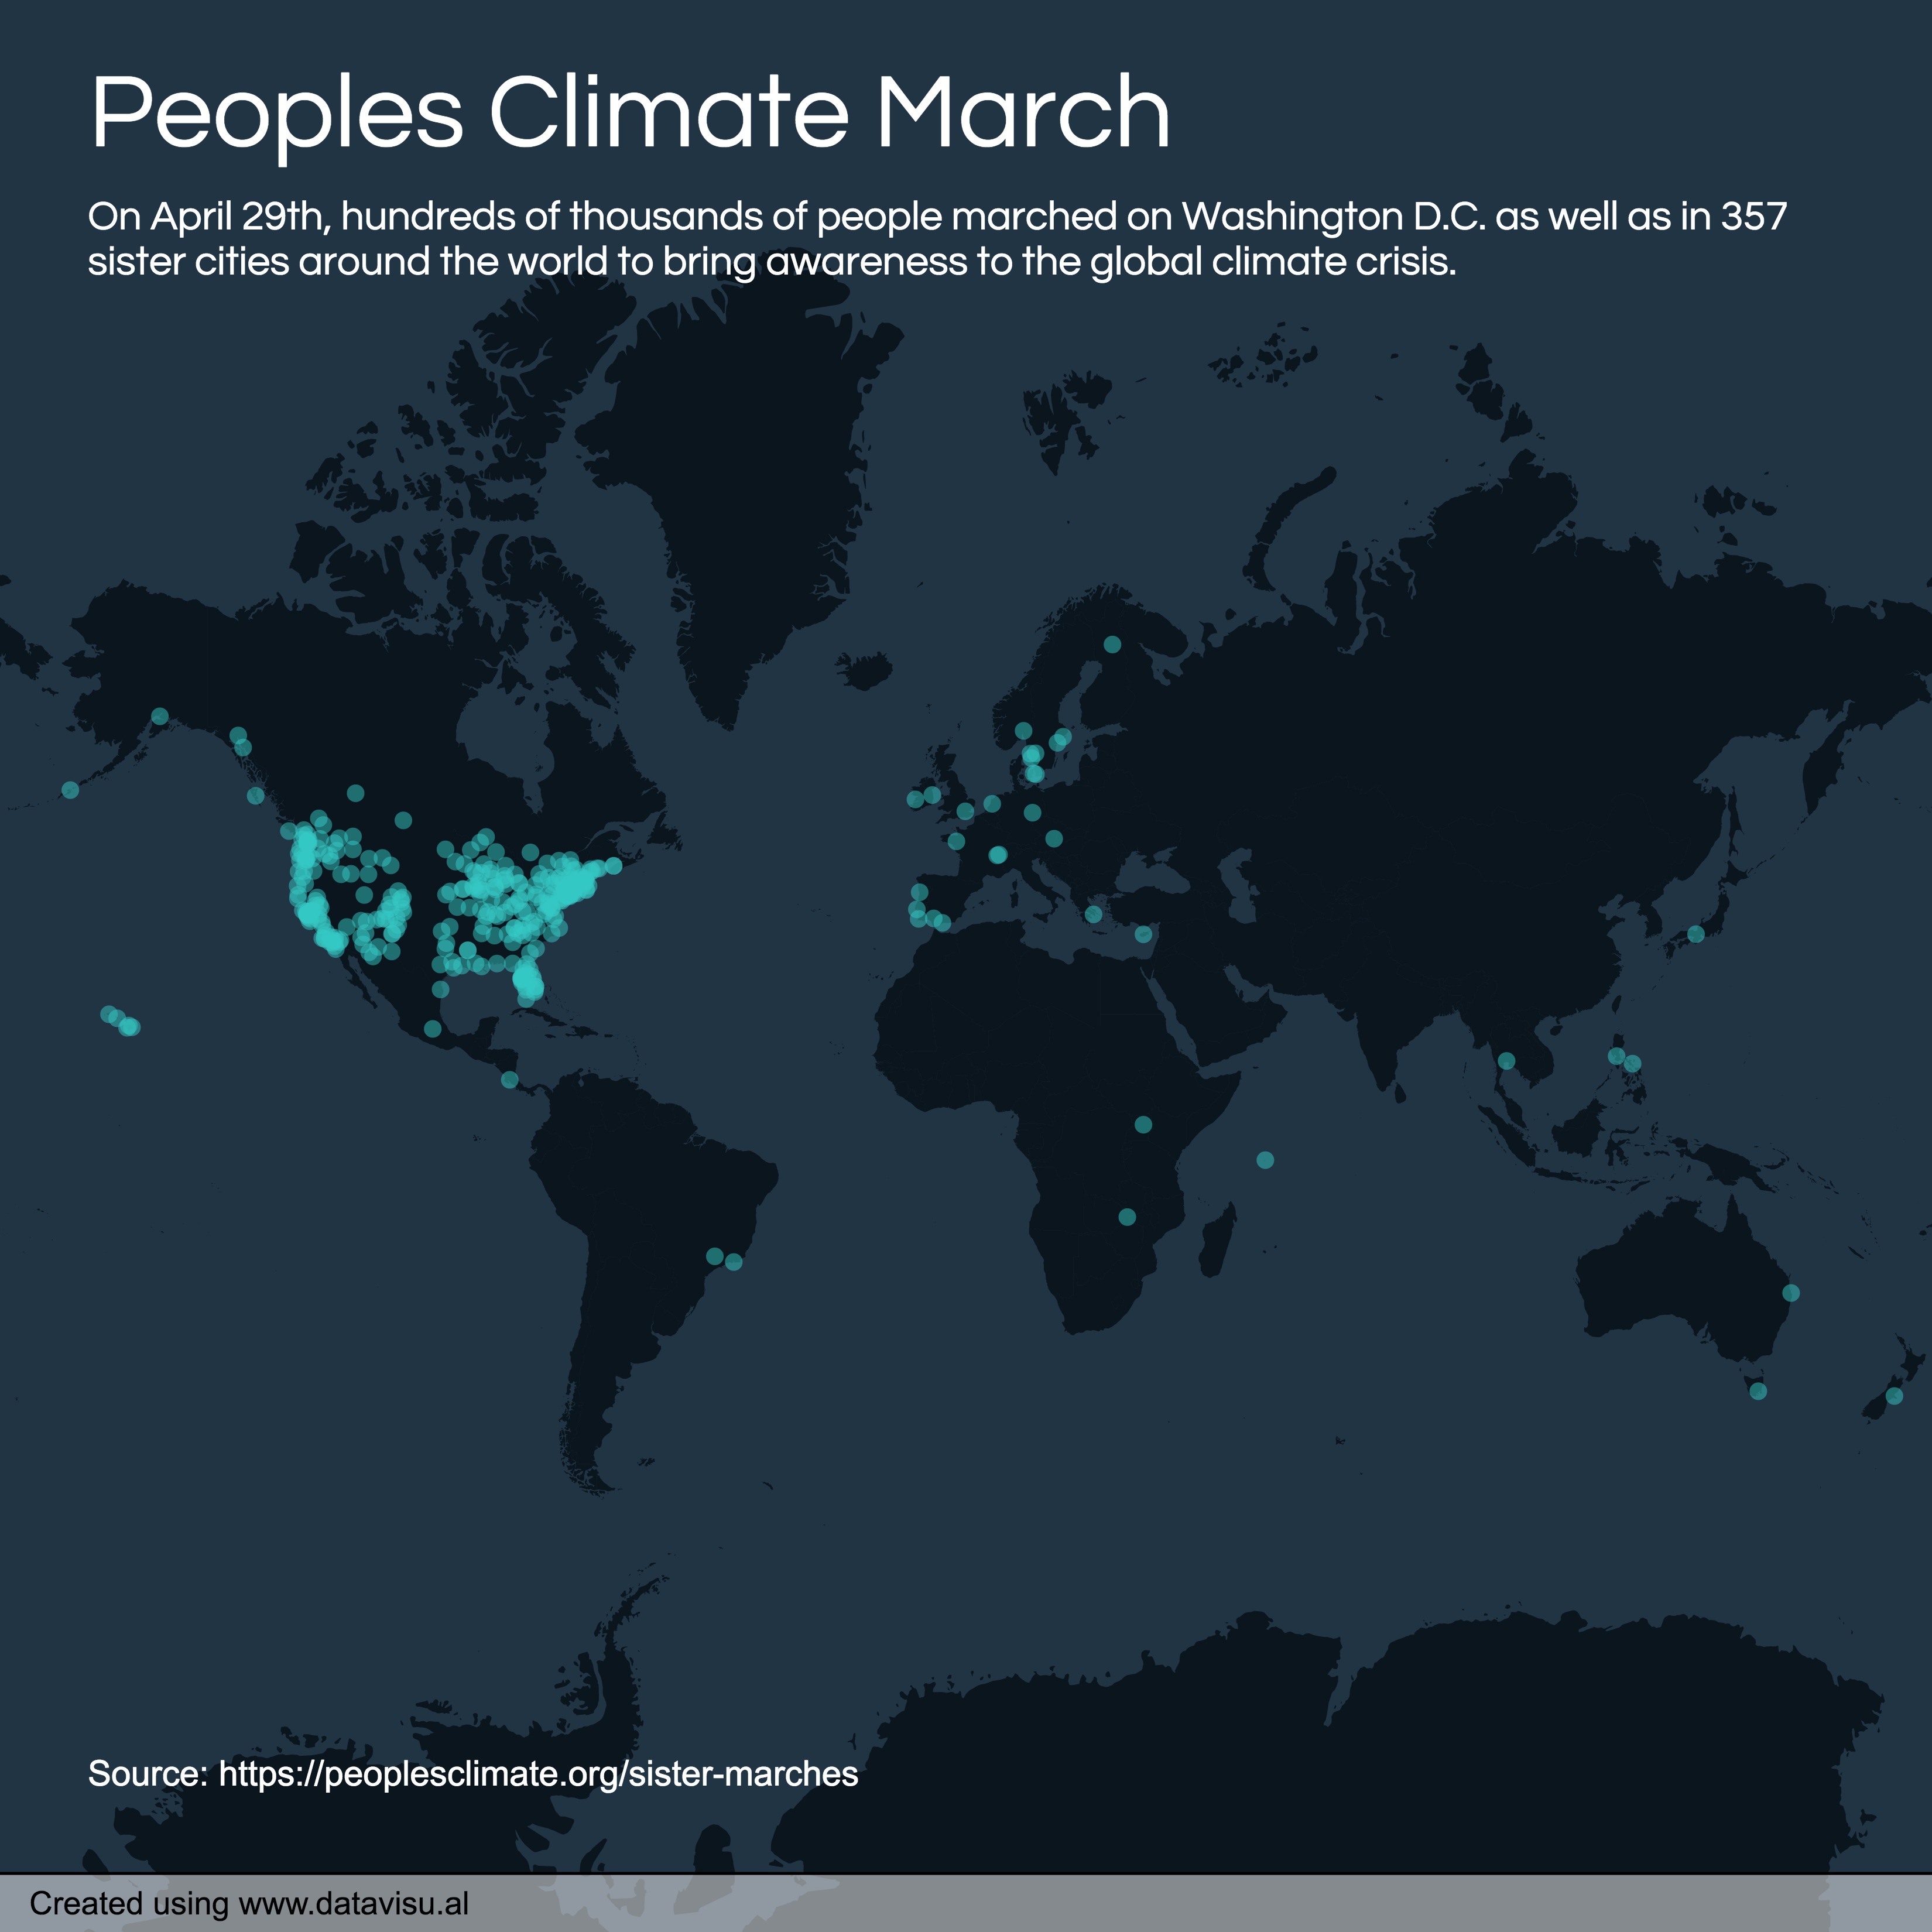 Peoples Climate March
On April 29th, hundreds of thousands of people marched on Washington D.C. as well as in 357
sister cities around the world to bring awareness to the global climate crisis.
Source: https://peoplesclimate.org/sister-marches
Created using www.datavisu.al